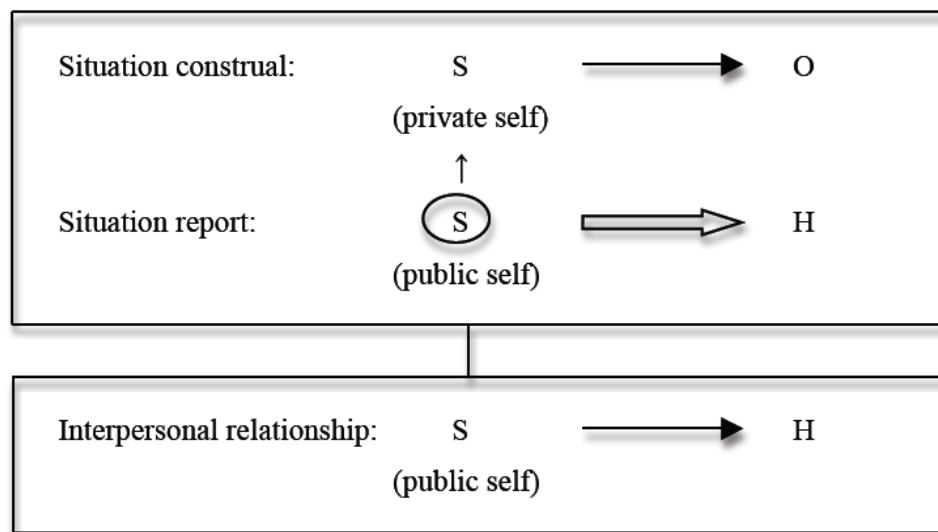 Situation construal: S O
(private self)
Situation report: S H
(public self)
Interpersonal relationship: S H
(public self)